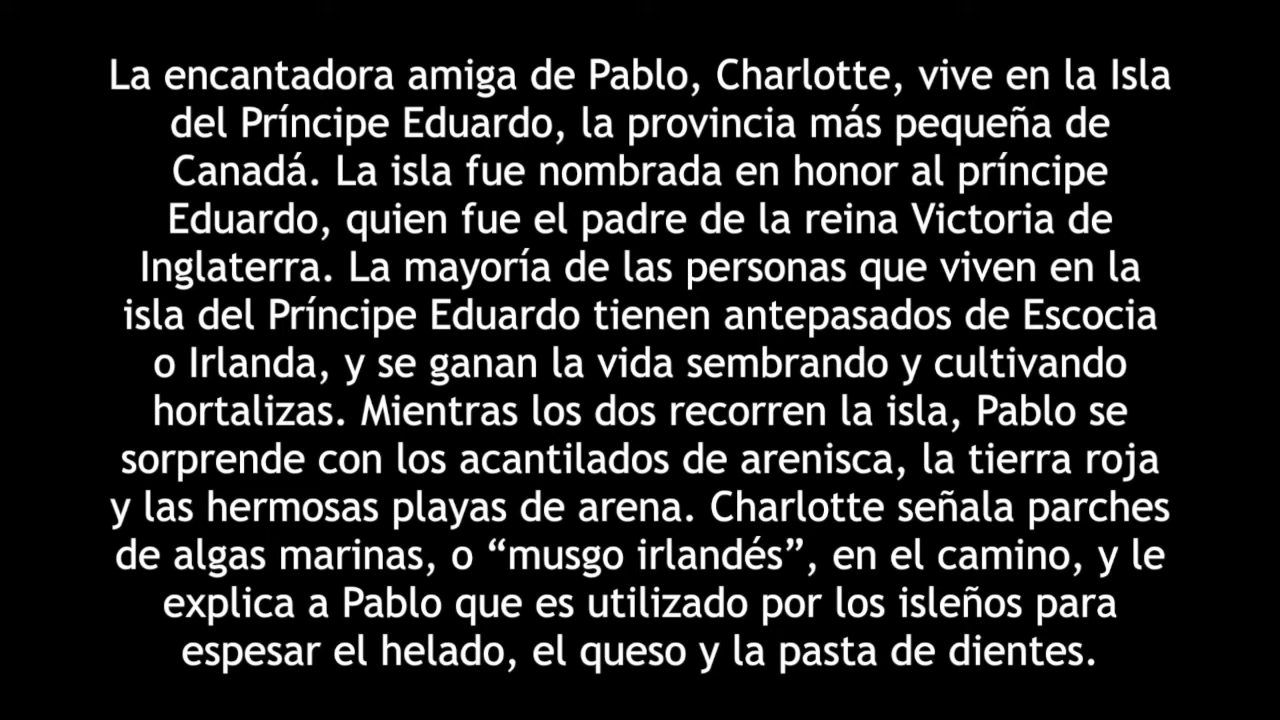 La encantadora amiga de Pablo, Charlotte, vive en la Isla
del Príncipe Eduardo, la provincia más pequeña de
Canadá. La isla fue nombrada en honor al príncipe
Eduardo, quien fue el padre de la reina Victoria de
Inglaterra. La mayoría de las personas que viven en la
isla del Príncipe Eduardo tienen antepasados de Escocia
o Irlanda, y se ganan la vida sembrando y cultivando
hortalizas. Mientras los dos recorren la isla, Pablo se
sorprende con los acantilados de arenisca, la tierra roja
y las hermosas playas de arena. Charlotte señala parches
de algas marinas, o “musgo irlandés”, en el camino, y le
explica a Pablo que es utilizado por los isleños para
espesar el helado, el queso y la pasta de dientes.